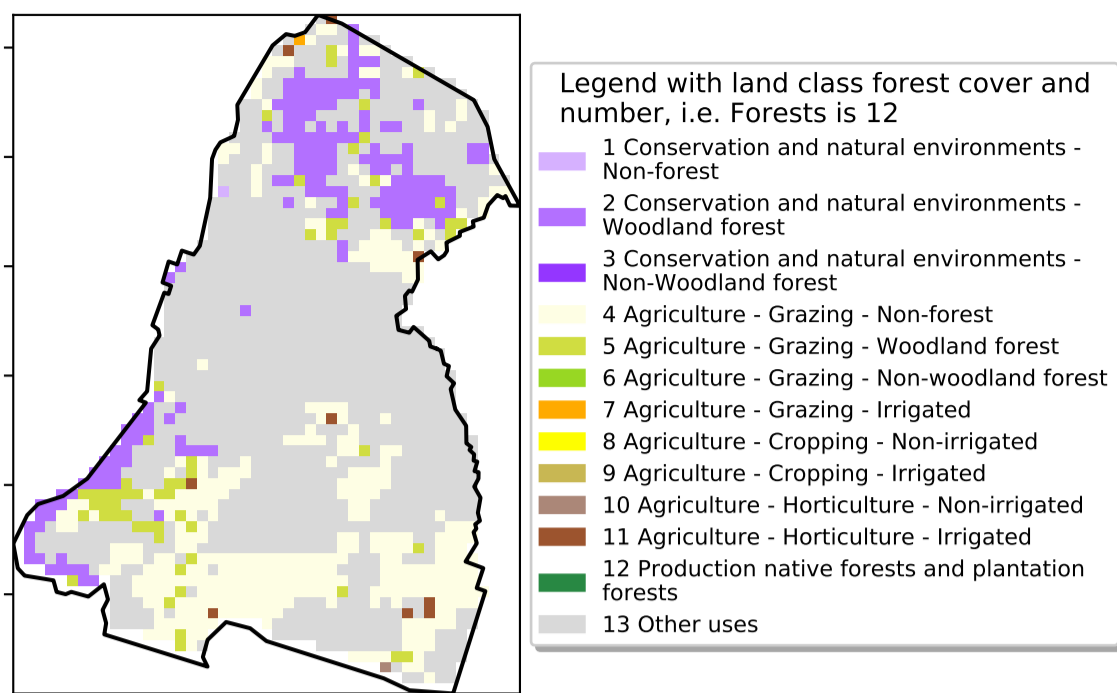 Legend with land class forest cover and
number, i.e. Forests is 12
1 Conservation and natural environments -
Non-forest
2 Conservation and natural environments -
Woodland forest
3 Conservation and natural environments -
Non-Woodland forest
4 Agriculture - Grazing - Non-forest
5 Agriculture - Grazing - Woodland forest
6 Agriculture - Grazing - Non-woodland forest
7 Agriculture - Grazing - Irrigated
8 Agriculture - Cropping - Non-irrigated
9 Agriculture - Cropping - Irrigated
10 Agriculture - Horticulture - Non-irrigated
11 Agriculture - Horticulture - Irrigated
12 Production native forests and plantation
forests
13 Other uses